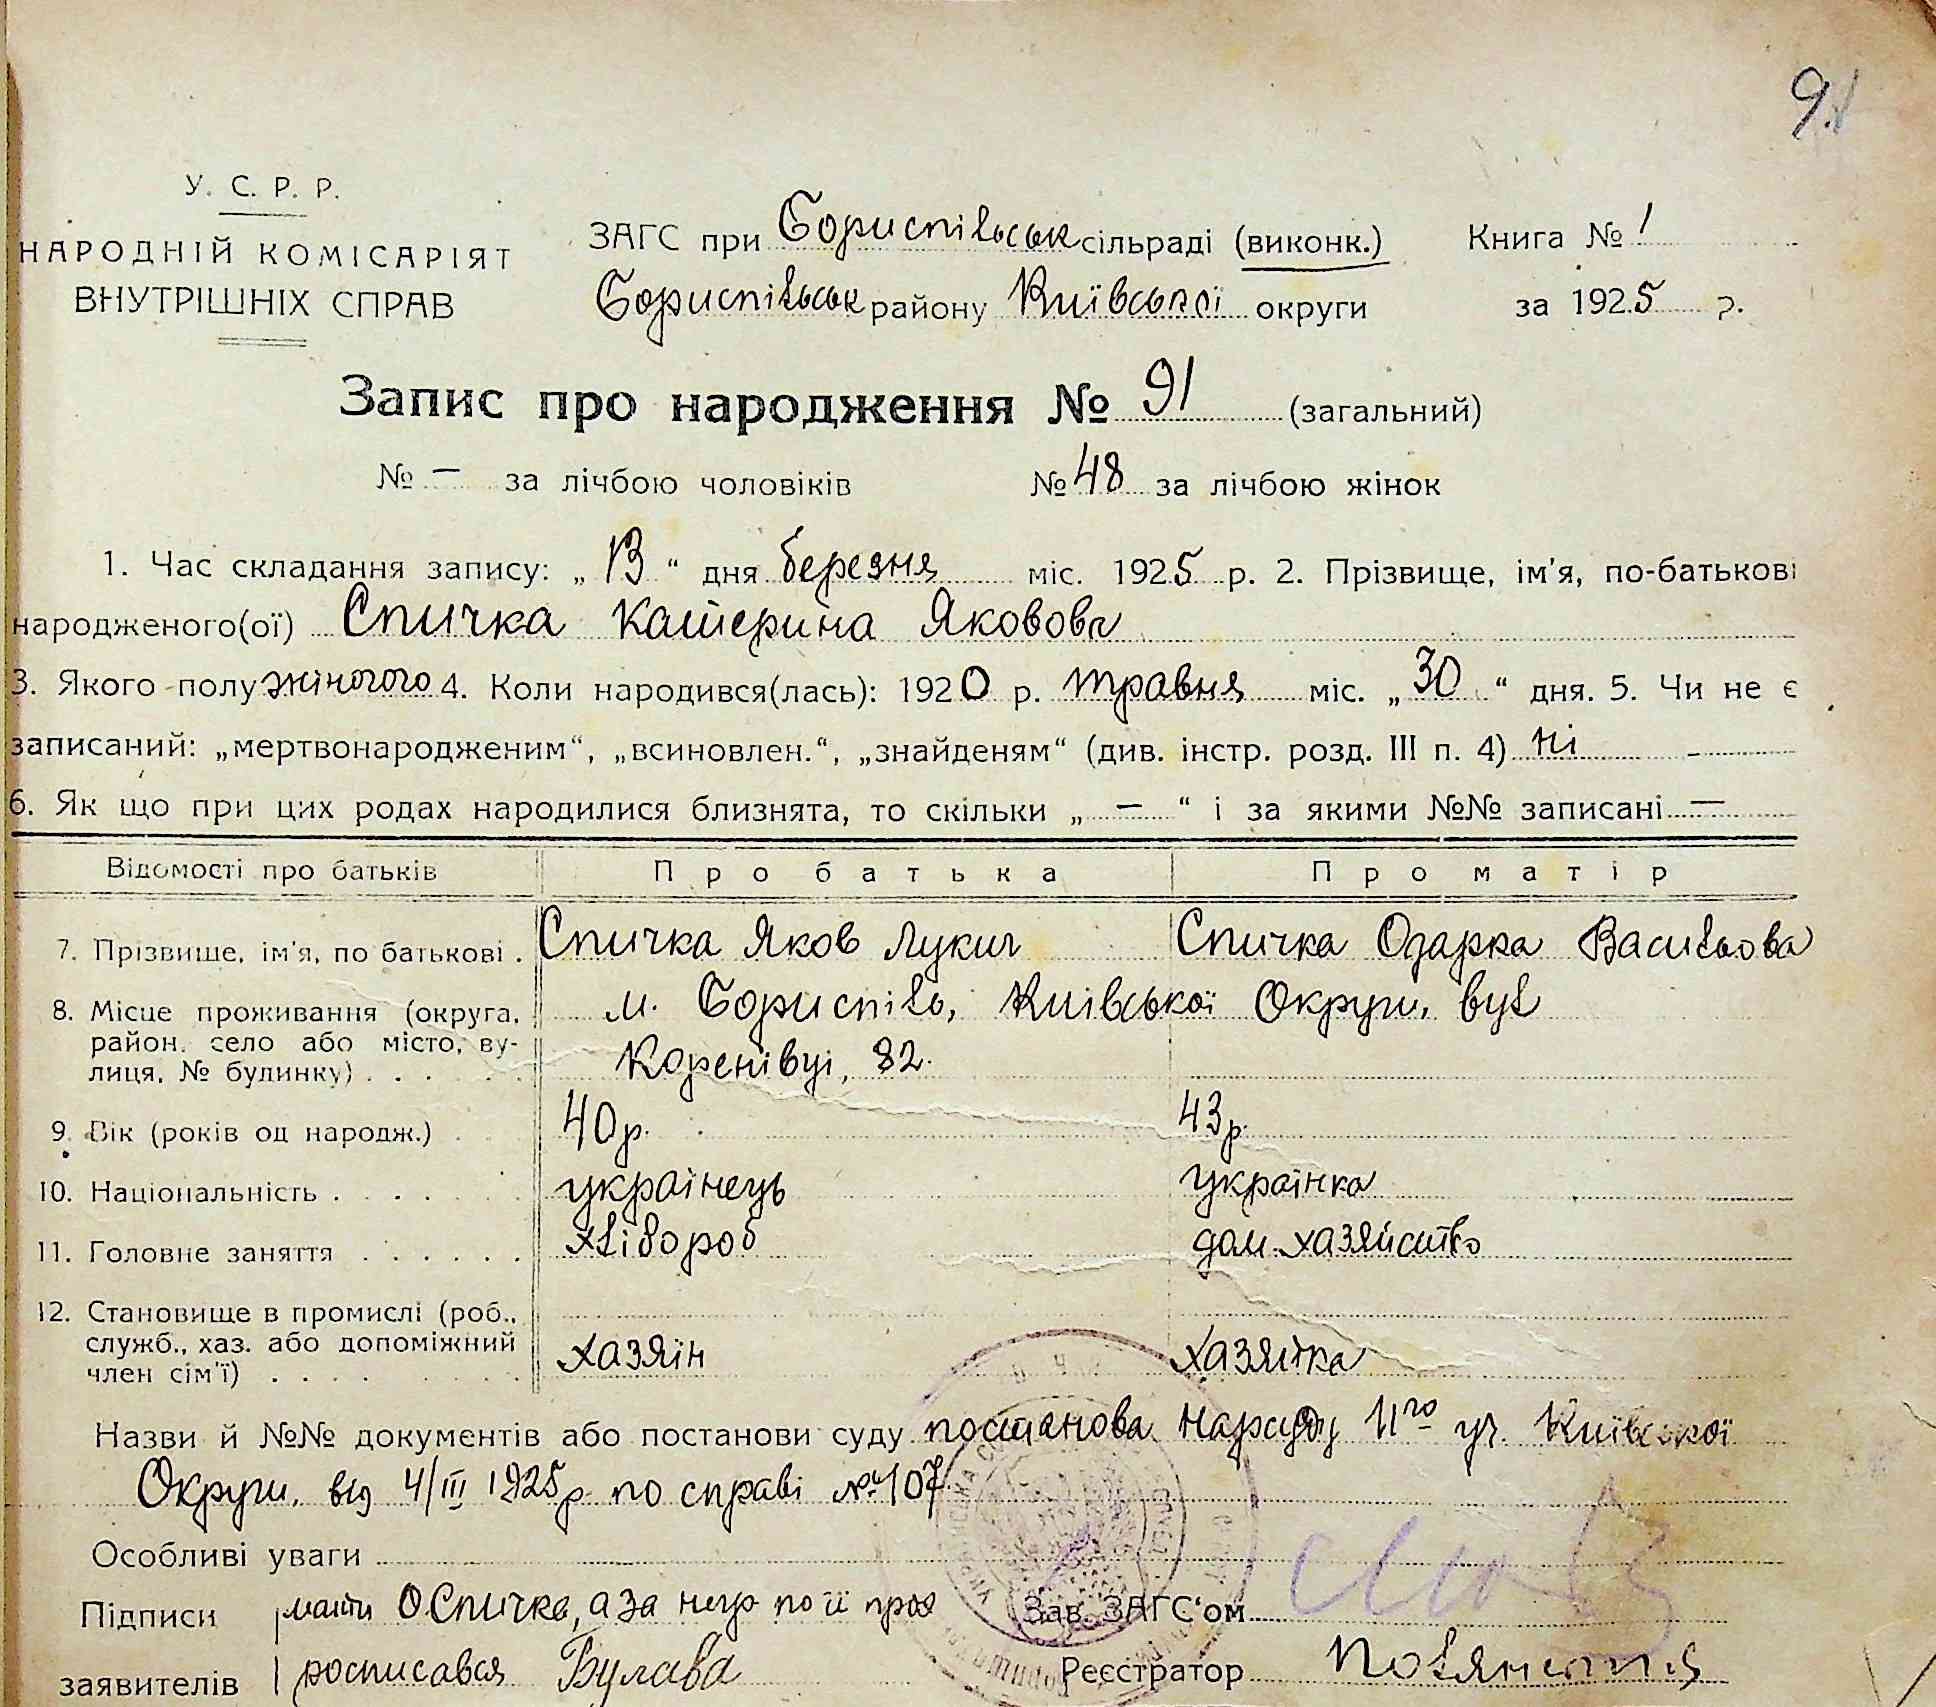 91
У. С. Р. Р.
НАРОДНІЙ КОМІСАРІЯТ
ВНУТРІШНІХ СПРАВ
ЗАГС при Бориспільськ сільраді (виконк.)
Бориспільськ району Київської округи
Книга № 1
за 1925 р.
Запис про народження № 91 (загальний)
№ — за лічбою чоловіків № 48 за лічбою жінок
1. Час складання запису: „ 13 “ дня березня міс. 1925 р. 2. Прізвище, ім'я, по-батькові
народженого(ої) Спичка Катерина Яковова
3. Якого полу жіночого 4. Коли народився(лась): 1920 р. травня міс. „ 30 “ дня. 5. Чи не є
записаний: „мертвонародженим“, „всиновлен.“, „знайденям“ (див. інстр. розд. III п. 4) ні
6. Як що при цих родах народилися близнята, то скільки „ — “ і за якими №№ записані —
Відомості про батьків Про батька Про матір
7. Прізвище, ім'я, по батькові . Спичка Яков Лукич Спичка Одарка Васильова
8. Місце проживання (округа, район, село або місто, вулиця, № будинку) . м. Бориспіль, Київської Округи, вул
Коренівці, 82.
9. Вік (років од народж.) 40 р. 43 р.
10. Національність . українець українка
11. Головне заняття . хлібороб дом. хазяйство
12. Становище в промислі (роб., служб., хаз. або допоміжний член сім'ї) . хазяїн хазяйка
Назви й №№ документів або постанови суду постанова Нарсуду 11го уч. Київської
Округи, від 4/III 1925р по справі № 107
Особливі уваги
Підписи мати О.Спичка, а за неї по її Зав. ЗАГС'ом
заявителів росписався Булава Реєстратор